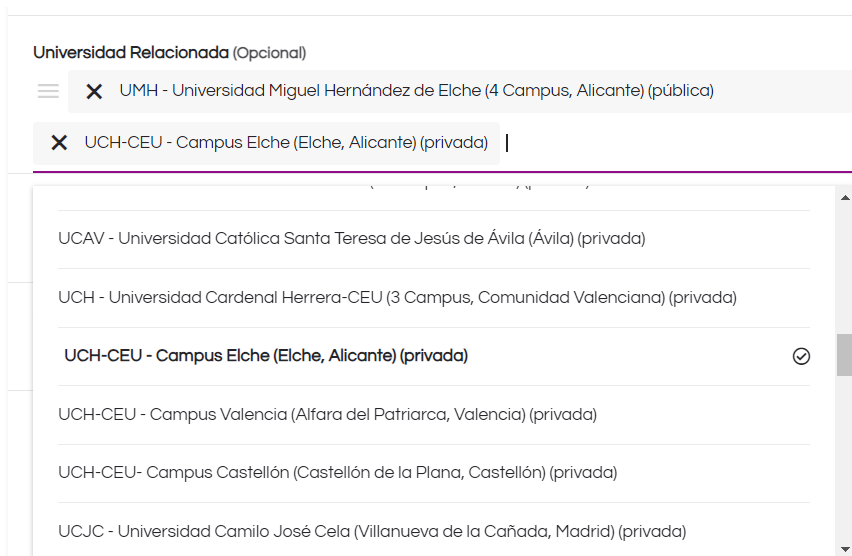 Universidad Relacionada (Opcional)
UMH - Universidad Miguel Hernández de Elche (4 Campus, Alicante) (pública)
UCH-CEU - Campus Elche (Elche, Alicante) (privada)
UCAV - Universidad Católica Santa Teresa de Jesús de Ávila (Ávila) (privada)
UCH - Universidad Cardenal Herrera-CEU (3 Campus, Comunidad Valenciana) (privada)
UCH-CEU - Campus Elche (Elche, Alicante) (privada)
UCH-CEU - Campus Valencia (Alfara del Patriarca, Valencia) (privada)
UCH-CEU- Campus Castellón (Castellón de la Plana, Castellón) (privada)
UCJC - Universidad Camilo José Cela (Villanueva de la Cañada, Madrid) (privada)